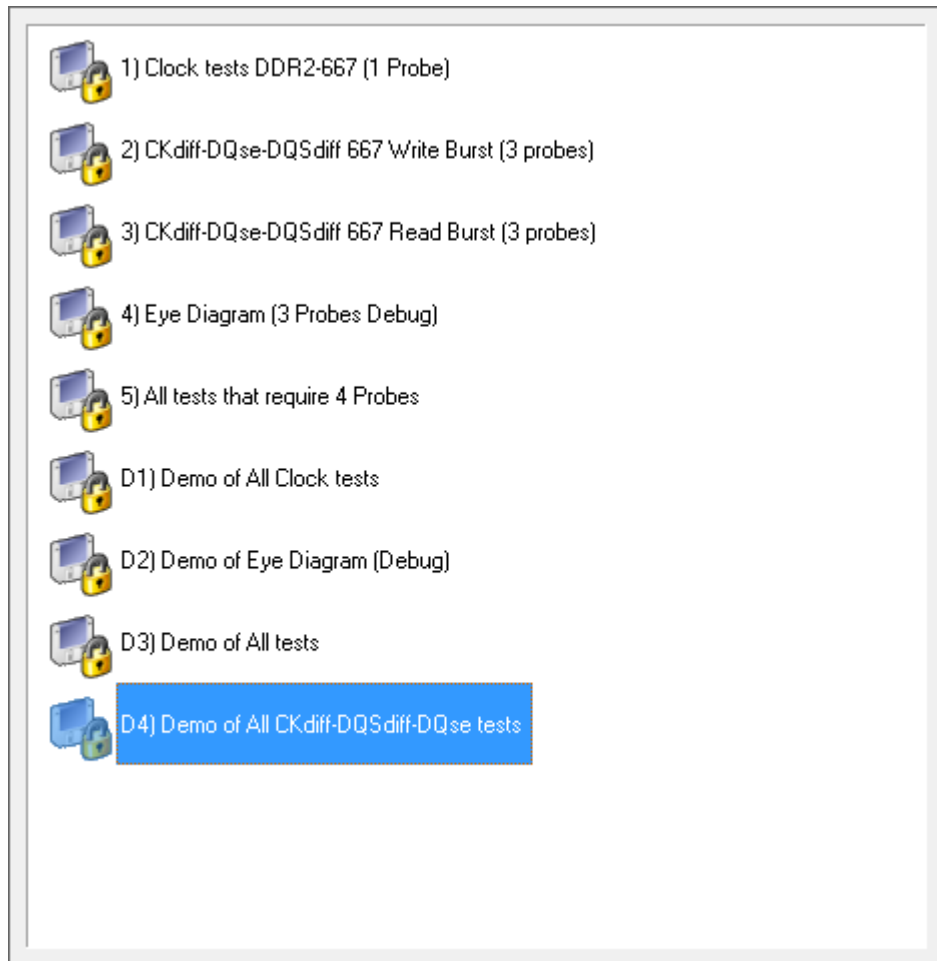 1) Clock tests DDR2-667 (1 Probe)
2) CKdiff-DQse-DQSdiff 667 Write Burst (3 probes)
3) CKdiff-DQse-DQSdiff 667 Read Burst (3 probes)
4) Eye Diagram (3 Probes Debug)
5) All tests that require 4 Probes
D1) Demo of All Clock tests
D2) Demo of Eye Diagram (Debug)
D3) Demo of All tests
D4) Demo of All CKdiff-DQSdiff-DQse tests